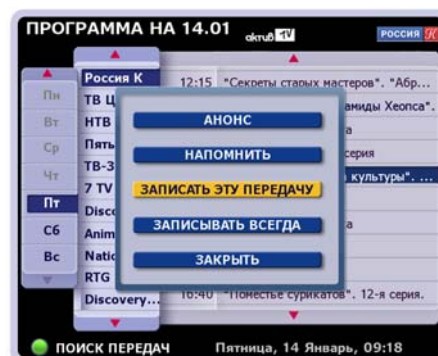 ПРОГРАММА НА 14.01
актив TV
РОССИЯ К
Пн
Вт
Ср
Чт
Пт
Сб
Вс
Россия К
ТВ Ц
НТВ
Пять
ТВ-3
7 TV
Disco
Anim
Natio
RTG
Discovery...
12:15 "Секреты старых мастеров". "Абр...
амиды Хеопса".
а
серия
культуры". ...
а
16:40 "Поместье сурикатов". 12-я серия.
АНОНС
НАПОМНИТЬ
ЗАПИСАТЬ ЭТУ ПЕРЕДАЧУ
ЗАПИСЫВАТЬ ВСЕГДА
ЗАКРЫТЬ
ПОИСК ПЕРЕДАЧ
Пятница, 14 Январь, 09:18